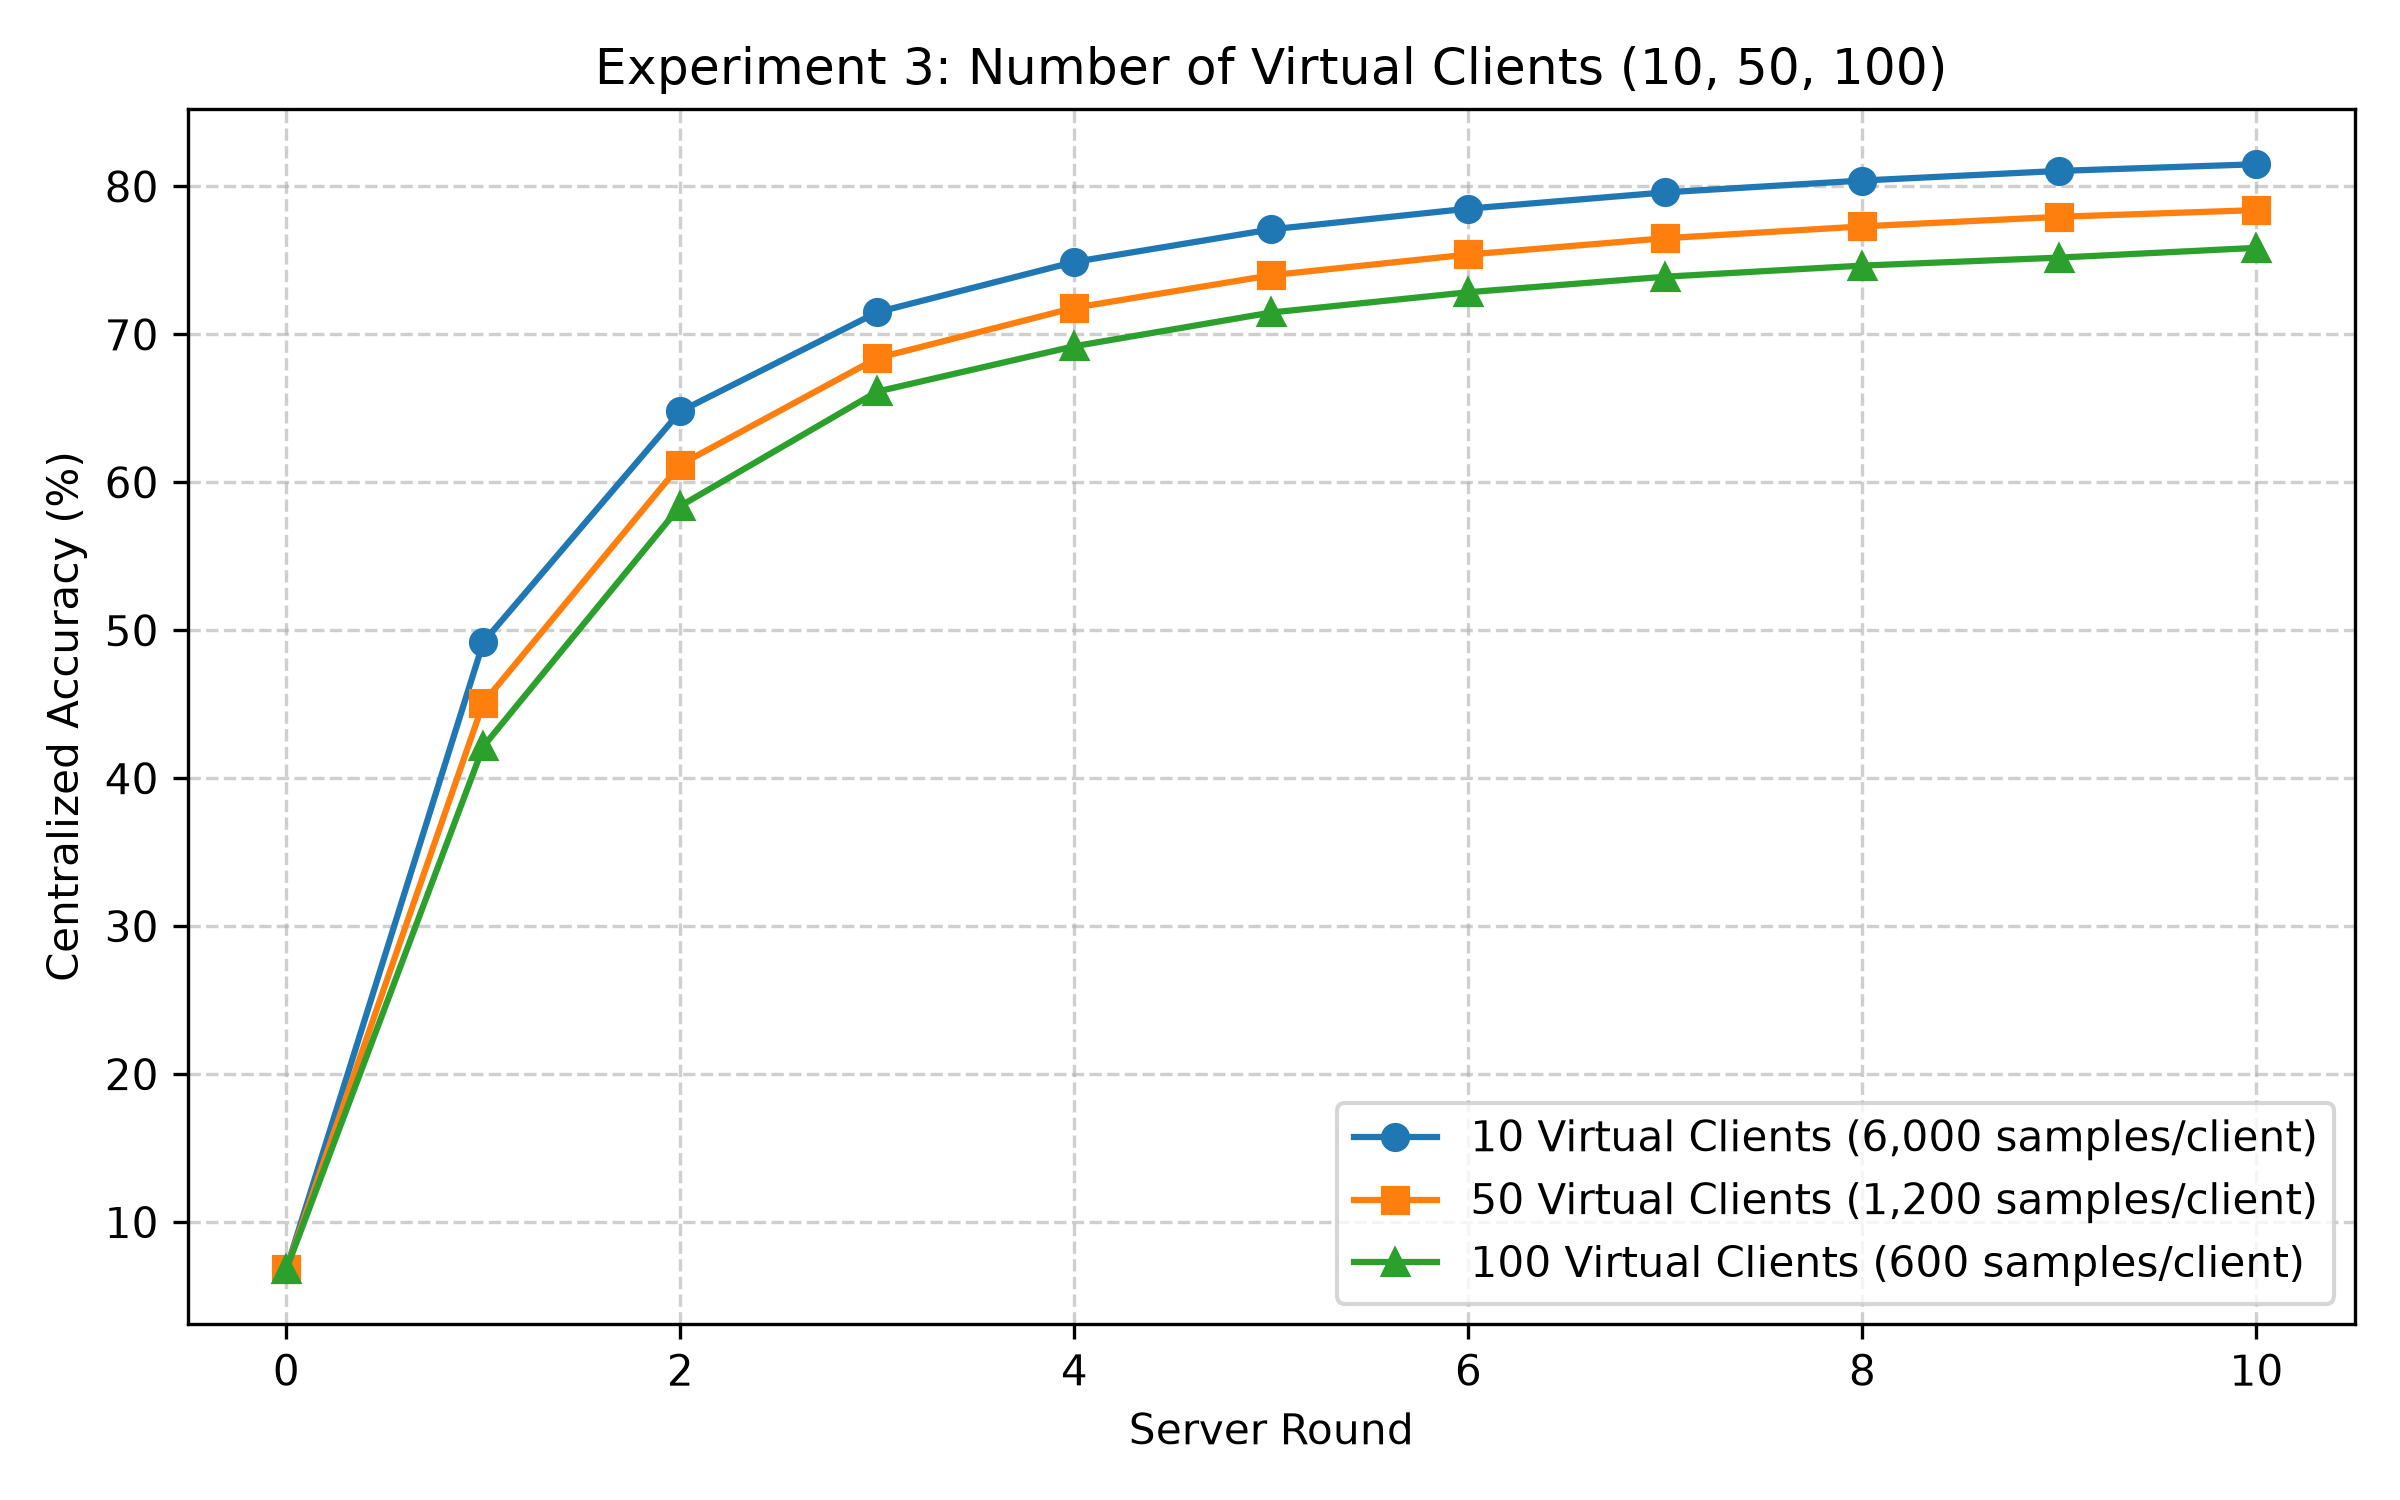 Experiment 3: Number of Virtual Clients (10, 50, 100)
Centralized Accuracy (%)
80
70
60
50
40
30
20
10
10 Virtual Clients (6,000 samples/client)
50 Virtual Clients (1,200 samples/client)
100 Virtual Clients (600 samples/client)
0 2 4 6 8 10
Server Round